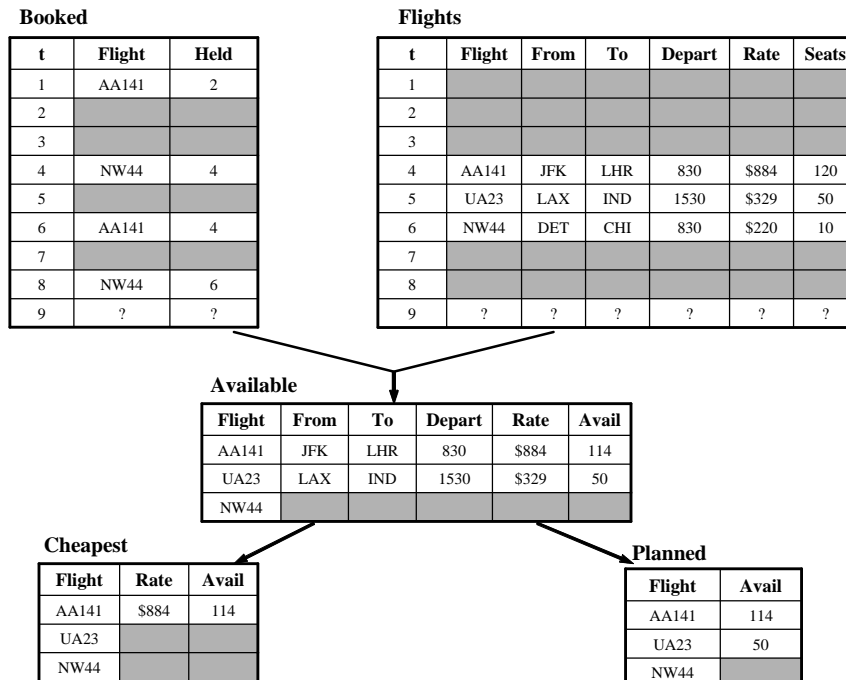 Booked Flights
t Flight Held t Flight From To Depart Rate Seats
1 AA141 2 1
2 2
3 3
4 NW44 4 4 AA141 JFK LHR 830 $884 120
5 5 UA23 LAX IND 1530 $329 50
6 AA141 4 6 NW44 DET CHI 830 $220 10
7 7
8 NW44 6 8
9 ? ? 9 ? ? ? ? ? ?
Available
Flight From To Depart Rate Avail
AA141 JFK LHR 830 $884 114
UA23 LAX IND 1530 $329 50
NW44
Cheapest Planned
Flight Rate Avail Flight Avail
AA141 $884 114 AA141 114
UA23 UA23 50
NW44 NW44